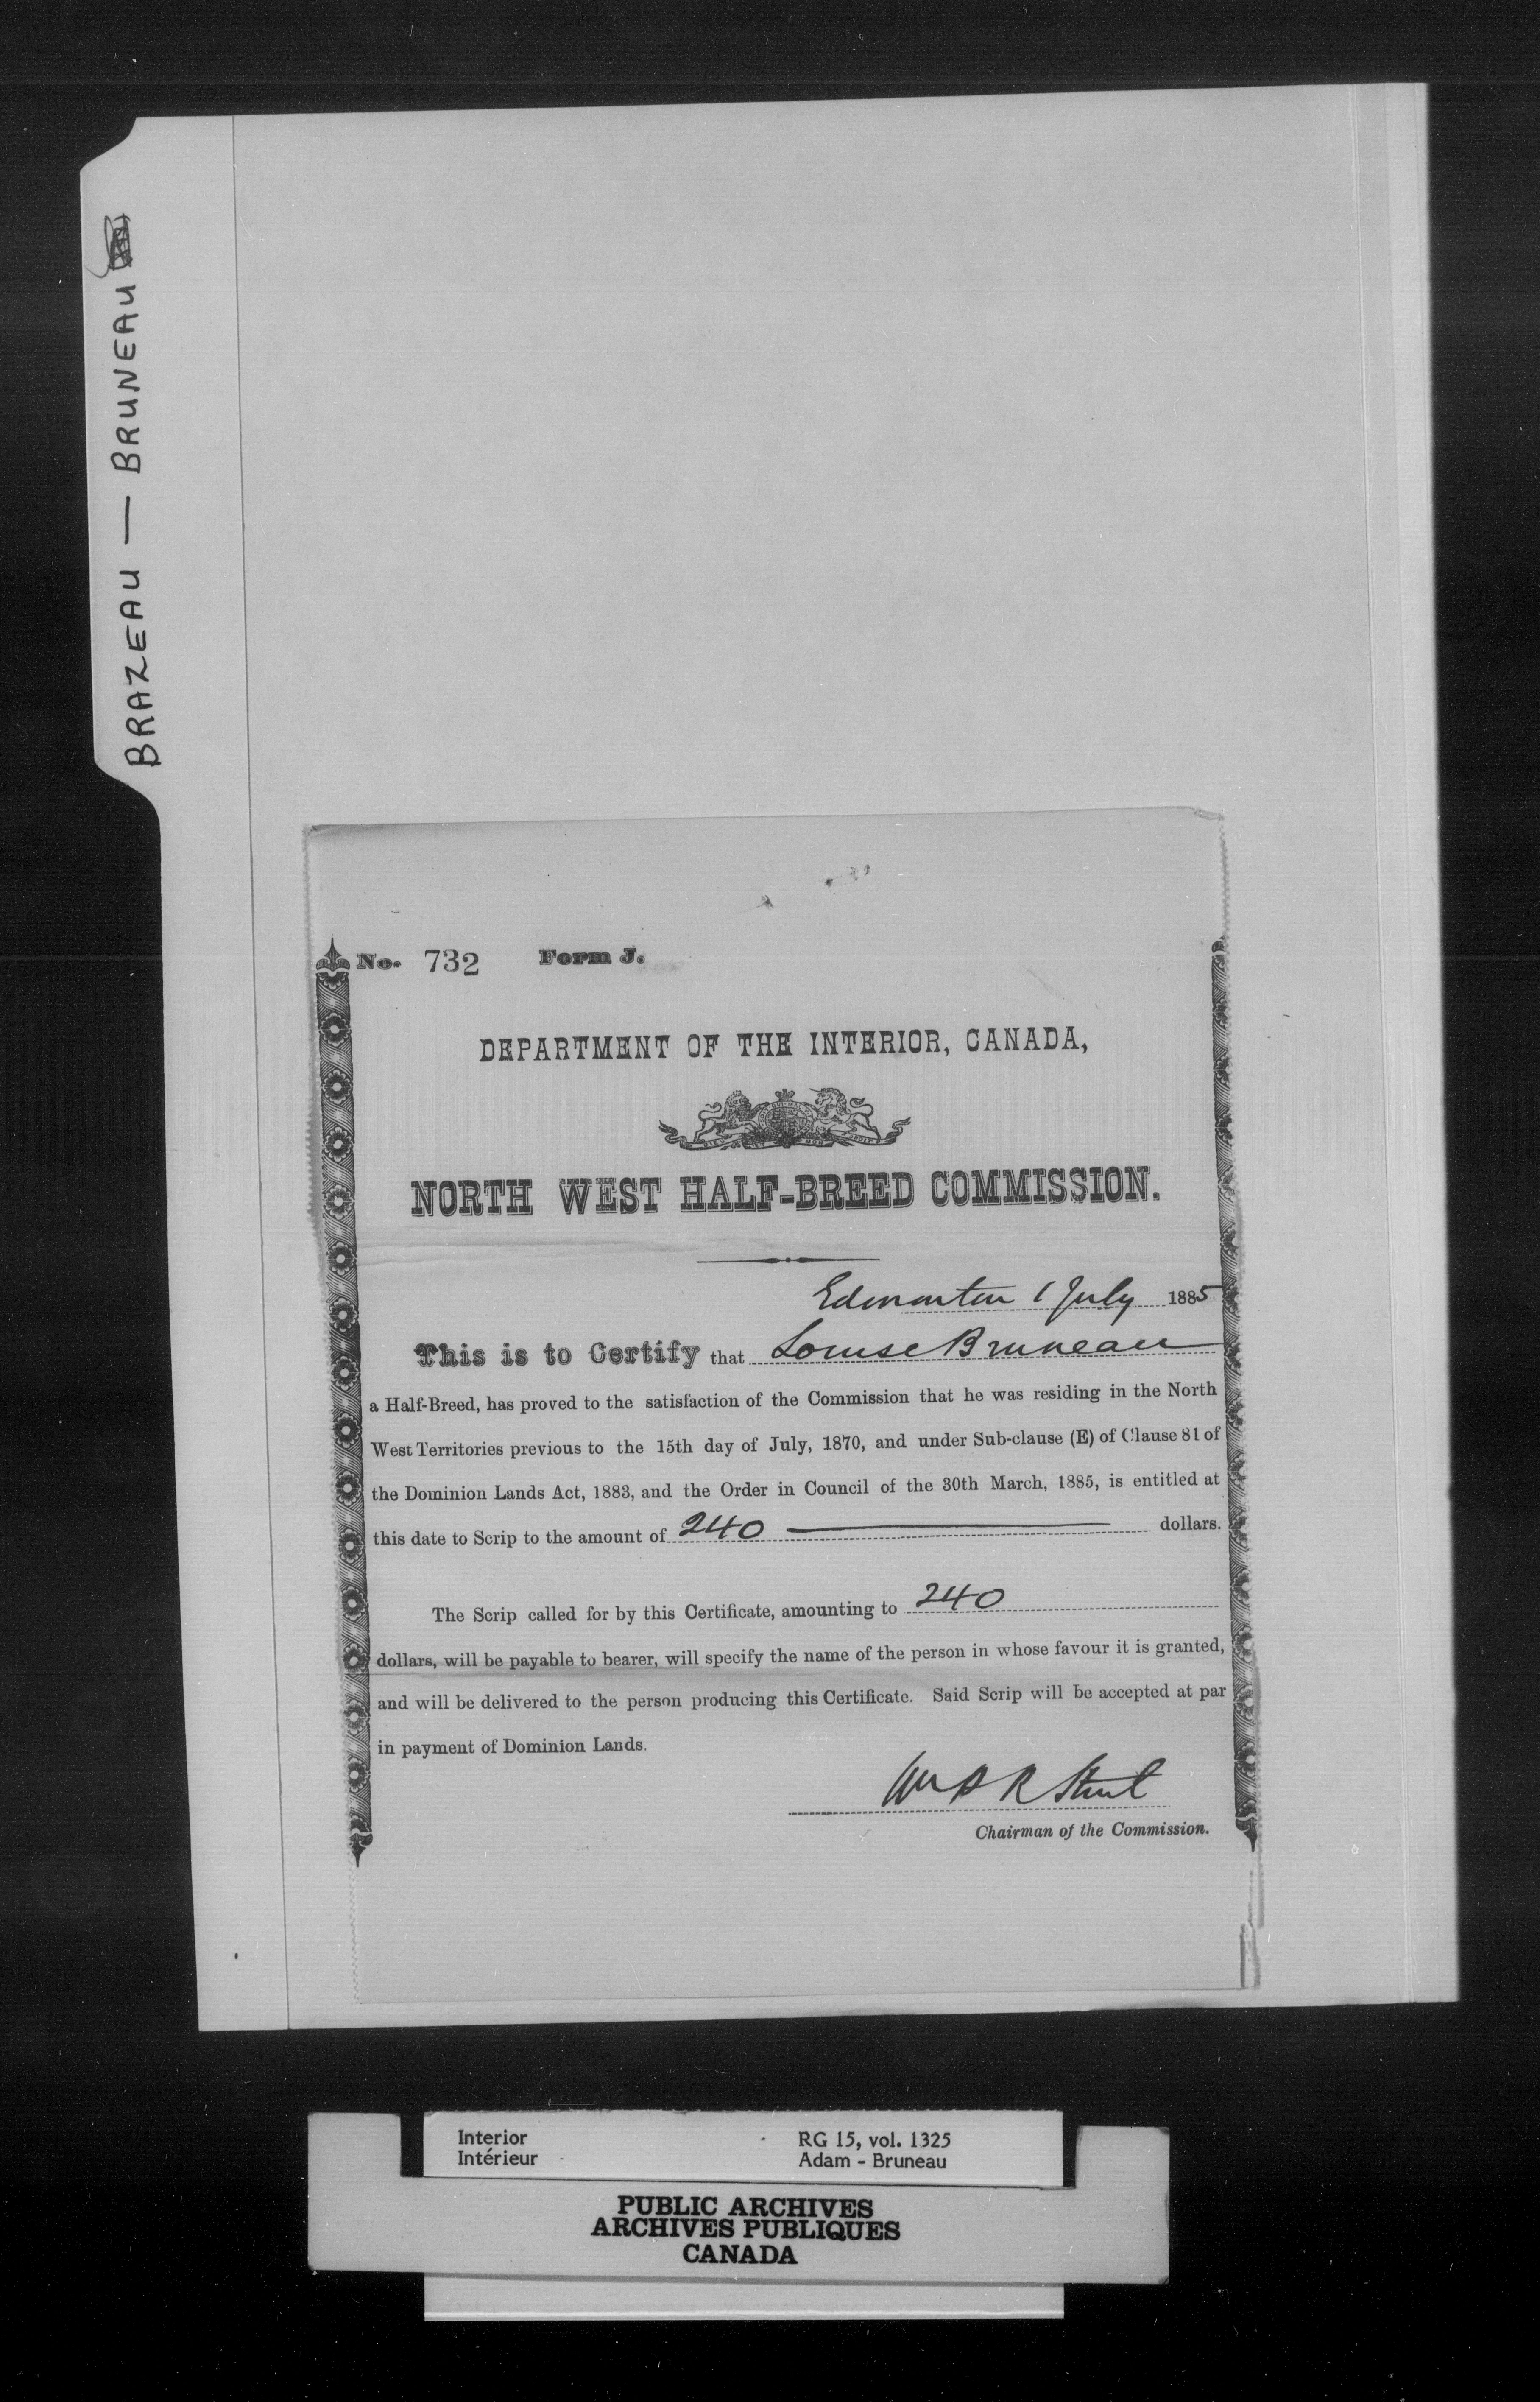 BRAZEAU — BRUNEAU
No. 732 Form J.
DEPARTMENT OF THE INTERIOR, CANADA,
NORTH WEST HALF-BREED COMMISSION.
Edmonton 1 July 1885
This is to Certify that Louise Bruneau
a Half-Breed, has proved to the satisfaction of the Commission that he was residing in the North
West Territories previous to the 15th day of July, 1870, and under Sub-clause (E) of Clause 81 of
the Dominion Lands Act, 1883, and the Order in Council of the 30th March, 1885, is entitled at
this date to Scrip to the amount of 240 dollars.
The Scrip called for by this Certificate, amounting to 240
dollars, will be payable to bearer, will specify the name of the person in whose favour it is granted,
and will be delivered to the person producing this Certificate. Said Scrip will be accepted at par
in payment of Dominion Lands.
Wm P R Street
Chairman of the Commission.
Interior RG 15, vol. 1325
Intérieur Adam - Bruneau
PUBLIC ARCHIVES
ARCHIVES PUBLIQUES
CANADA